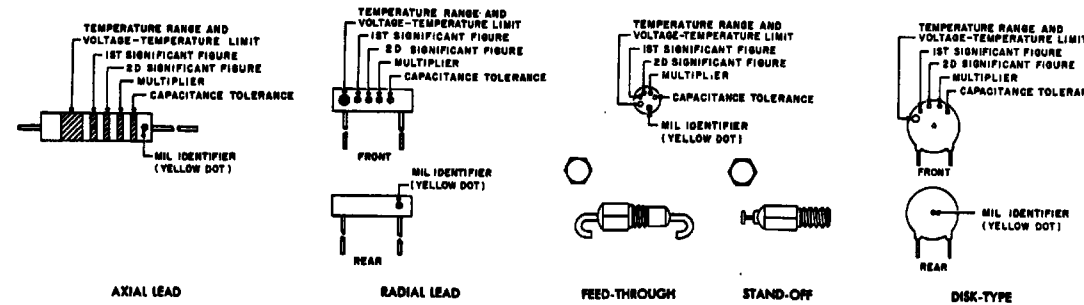 TEMPERATURE RANGE AND
VOLTAGE-TEMPERATURE LIMIT
1ST SIGNIFICANT FIGURE
2D SIGNIFICANT FIGURE
MULTIPLIER
CAPACITANCE TOLERANCE
MIL IDENTIFIER
(YELLOW DOT)
AXIAL LEAD
TEMPERATURE RANGE AND
VOLTAGE-TEMPERATURE LIMIT
1ST SIGNIFICANT FIGURE
2D SIGNIFICANT FIGURE
MULTIPLIER
CAPACITANCE TOLERANCE
FRONT
MIL IDENTIFIER
(YELLOW DOT)
REAR
RADIAL LEAD
TEMPERATURE RANGE AND
VOLTAGE-TEMPERATURE LIMIT
1ST SIGNIFICANT FIGURE
2D SIGNIFICANT FIGURE
MULTIPLIER
CAPACITANCE TOLERANCE
MIL IDENTIFIER
(YELLOW DOT)
FEED-THROUGH
STAND-OFF
TEMPERATURE RANGE AND
VOLTAGE-TEMPERATURE LIMIT
1ST SIGNIFICANT FIGURE
2D SIGNIFICANT FIGURE
MULTIPLIER
CAPACITANCE TOLERA
FRONT
MIL IDENTIFIER
(YELLOW DOT)
REAR
DISK-TYPE